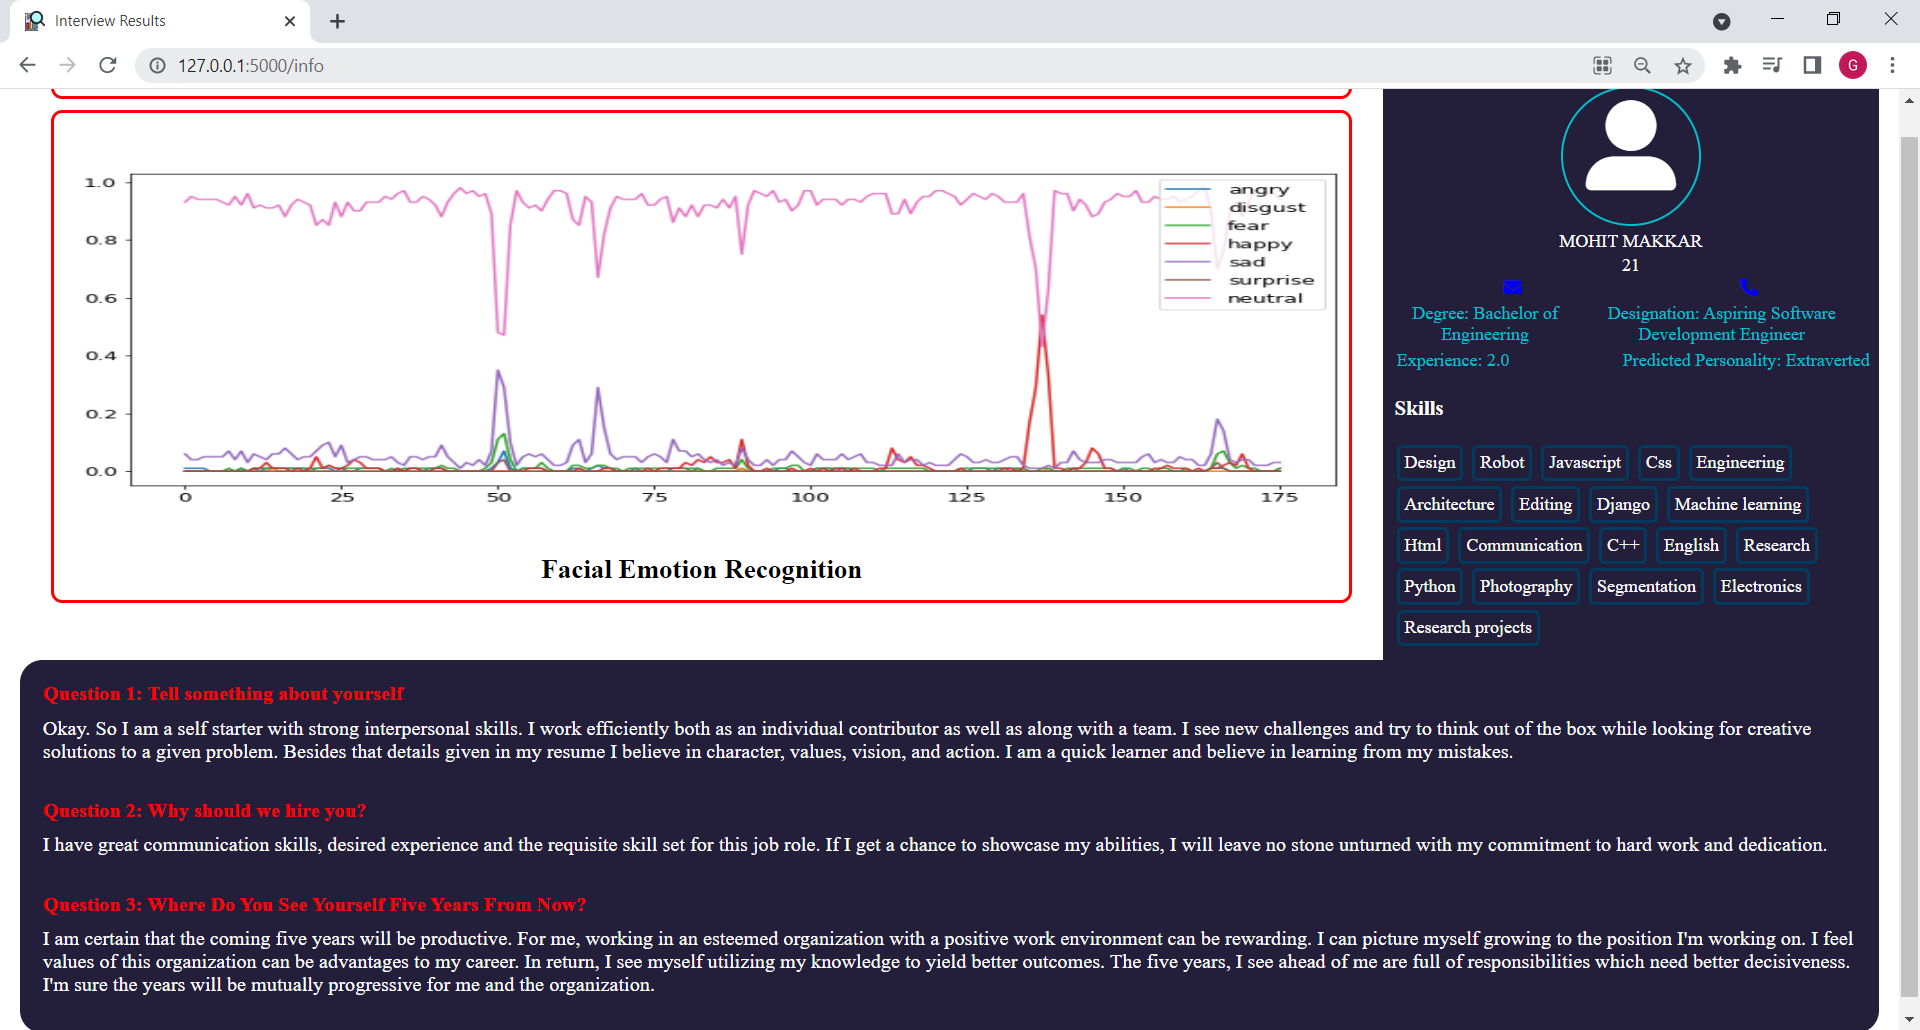 Interview Results
127.0.0.1:5000/info
G
1.0
0.8
0.6
0.4
0.2
0.0
0 25 50 75 100 125 150 175
angry
disgust
fear
happy
sad
surprise
neutral
Facial Emotion Recognition
MOHIT MAKKAR
21
Degree: Bachelor of
Engineering
Designation: Aspiring Software
Development Engineer
Experience: 2.0
Predicted Personality: Extraverted
Skills
Design Robot Javascript Css Engineering
Architecture Editing Django Machine learning
Html Communication C++ English Research
Python Photography Segmentation Electronics
Research projects
Question 1: Tell something about yourself
Okay. So I am a self starter with strong interpersonal skills. I work efficiently both as an individual contributor as well as along with a team. I see new challenges and try to think out of the box while looking for creative
solutions to a given problem. Besides that details given in my resume I believe in character, values, vision, and action. I am a quick learner and believe in learning from my mistakes.
Question 2: Why should we hire you?
I have great communication skills, desired experience and the requisite skill set for this job role. If I get a chance to showcase my abilities, I will leave no stone unturned with my commitment to hard work and dedication.
Question 3: Where Do You See Yourself Five Years From Now?
I am certain that the coming five years will be productive. For me, working in an esteemed organization with a positive work environment can be rewarding. I can picture myself growing to the position I'm working on. I feel
values of this organization can be advantages to my career. In return, I see myself utilizing my knowledge to yield better outcomes. The five years, I see ahead of me are full of responsibilities which need better decisiveness.
I'm sure the years will be mutually progressive for me and the organization.